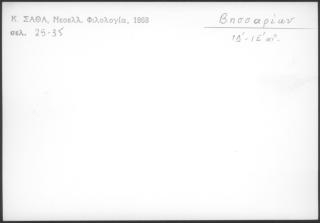 Κ. ΣΑΘΑ, Νεοελλ. Φιλολογία, 1868
Βησσαρίων
σελ. 25-35
ΙΔ΄-ΙΕ΄ αι.